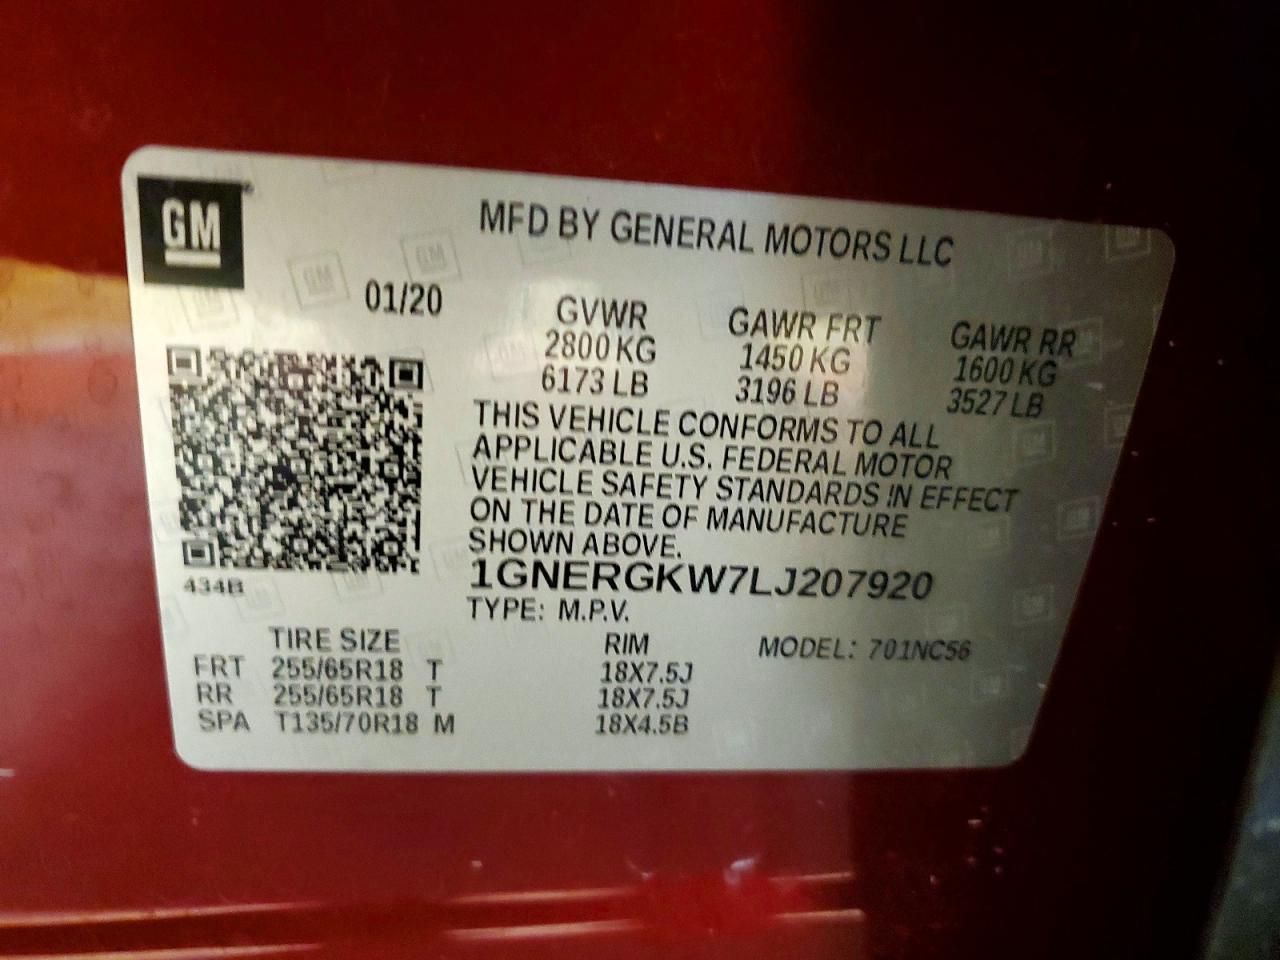 GM
MFD BY GENERAL MOTORS LLC
01/20
GVWR GAWR FRT GAWR RR
2800 KG 1450 KG 1600 KG
6173 LB 3196 LB 3527 LB
THIS VEHICLE CONFORMS TO ALL
APPLICABLE U.S. FEDERAL MOTOR
VEHICLE SAFETY STANDARDS IN EFFECT
ON THE DATE OF MANUFACTURE
SHOWN ABOVE.
434B
1GNERGKW7LJ207920
TYPE: M.P.V.
TIRE SIZE RIM MODEL: 701NC56
FRT 255/65R18 T 18X7.5J
RR 255/65R18 T 18X7.5J
SPA T135/70R18 M 18X4.5B